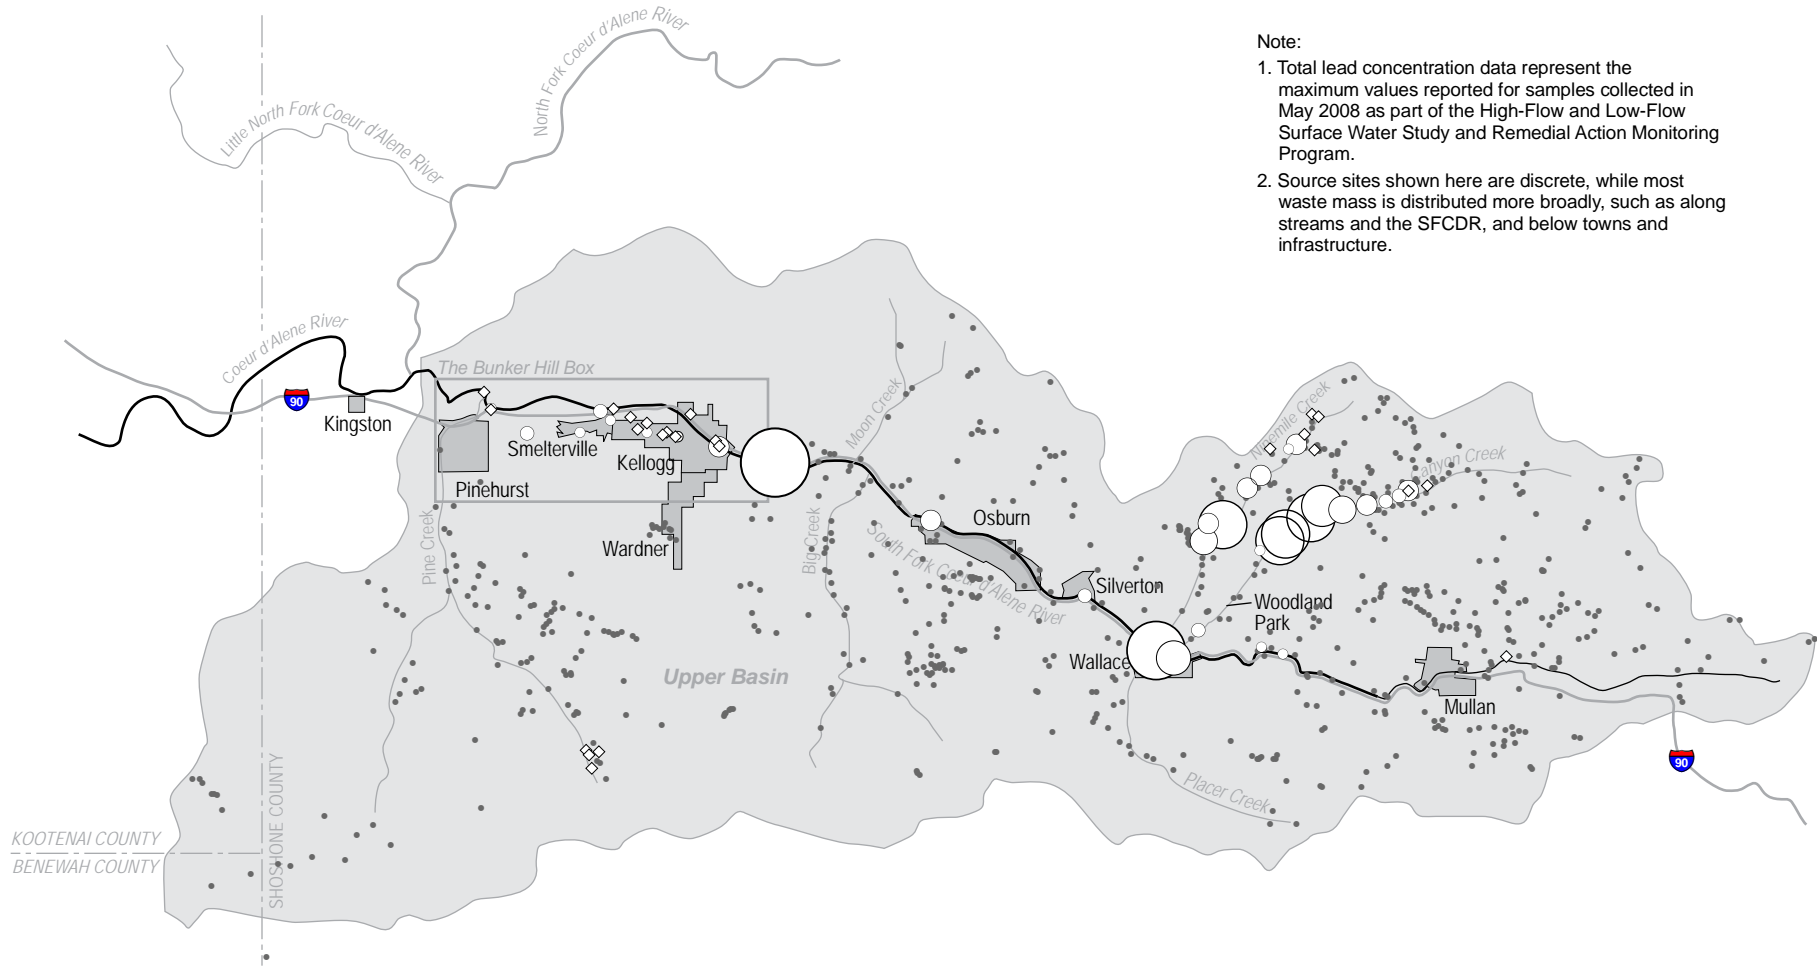 North Fork Coeur d'Alene River
Little North Fork Coeur d'Alene River
Note:
1. Total lead concentration data represent the
maximum values reported for samples collected in
May 2008 as part of the High-Flow and Low-Flow
Surface Water Study and Remedial Action Monitoring
Program.
2. Source sites shown here are discrete, while most
waste mass is distributed more broadly, such as along
streams and the SFCDR, and below towns and
infrastructure.
Coeur d'Alene River
90
Kingston
The Bunker Hill Box
Smelterville
Kellogg
Pinehurst
Wardner
Pine Creek
Moon Creek
Big Creek
Osburn
South Fork Coeur d'Alene River
Silverton
Ninemile Creek
Canyon Creek
Woodland
Park
Wallace
Mullan
Upper Basin
Placer Creek
90
KOOTENAI COUNTY
BENEWAH COUNTY
SHOSHONE COUNTY